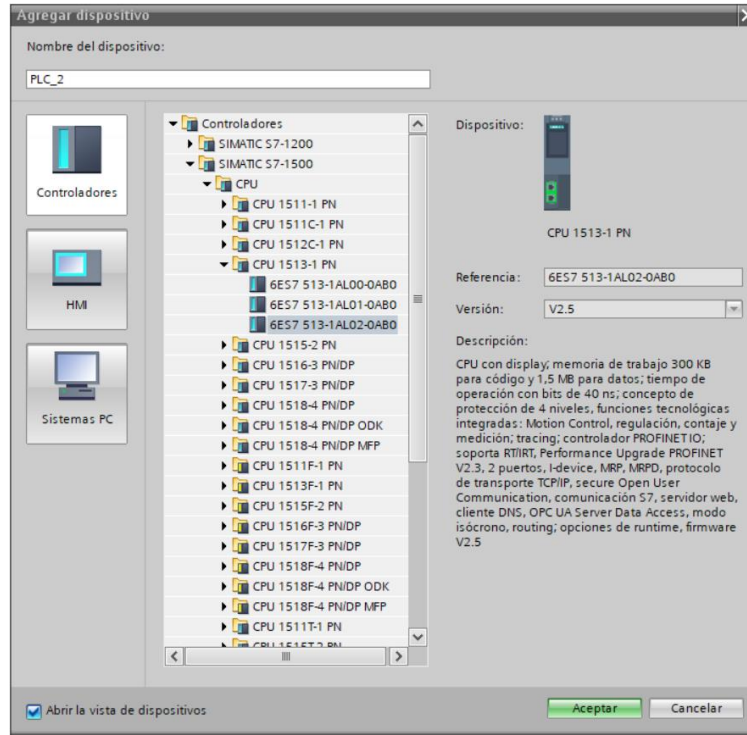 Agregar dispositivo
Nombre del dispositivo:
PLC_2
Controladores
HMI
Sistemas PC
Controladores
SIMATIC S7-1200
SIMATIC S7-1500
CPU
CPU 1511-1 PN
CPU 1511C-1 PN
CPU 1512C-1 PN
CPU 1513-1 PN
6ES7 513-1AL00-0AB0
6ES7 513-1AL01-0AB0
6ES7 513-1AL02-0AB0
CPU 1515-2 PN
CPU 1516-3 PN/DP
CPU 1517-3 PN/DP
CPU 1518-4 PN/DP
CPU 1518-4 PN/DP ODK
CPU 1518-4 PN/DP MFP
CPU 1511F-1 PN
CPU 1513F-1 PN
CPU 1515F-2 PN
CPU 1516F-3 PN/DP
CPU 1517F-3 PN/DP
CPU 1518F-4 PN/DP
CPU 1518F-4 PN/DP ODK
CPU 1518F-4 PN/DP MFP
CPU 1511T-1 PN
CPU 1515T-2 PN
Dispositivo:
CPU 1513-1 PN
Referencia: 6ES7 513-1AL02-0AB0
Versión: V2.5
Descripción:
CPU con display; memoria de trabajo 300 KB
para código y 1,5 MB para datos; tiempo de
operación con bits de 40 ns; concepto de
protección de 4 niveles, funciones tecnológicas
integradas: Motion Control, regulación, contaje y
medición; tracing; controlador PROFINET IO;
soporta RT/IRT, Performance Upgrade PROFINET
V2.3, 2 puertos, I-device, MRP, MRPD, protocolo
de transporte TCP/IP, secure Open User
Communication, comunicación S7, servidor web,
cliente DNS, OPC UA Server Data Access, modo
isócrono, routing; opciones de runtime, firmware
V2.5
Abrir la vista de dispositivos
Aceptar
Cancelar